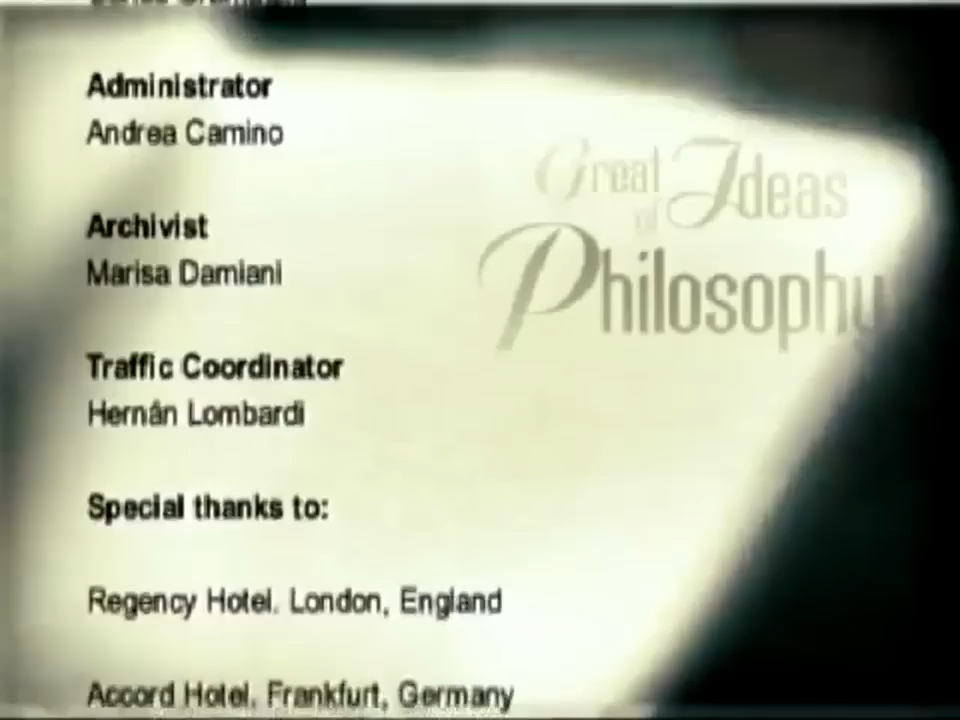 Administrator
Andrea Camino
Archivist
Marisa Damiani
Traffic Coordinator
Hernán Lombardi
Special thanks to:
Regency Hotel. London, England
Accord Hotel. Frankfurt, Germany
Great Ideas
of
Philosophy